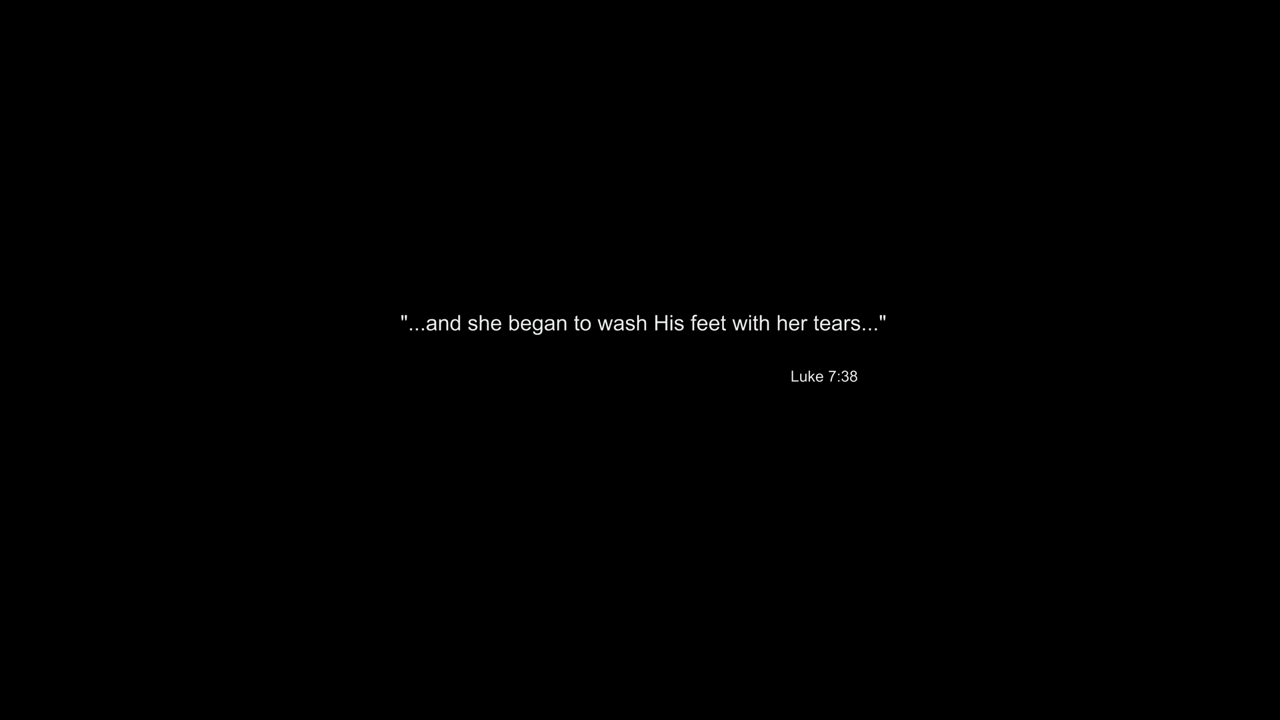 "...and she began to wash His feet with her tears..."
Luke 7:38